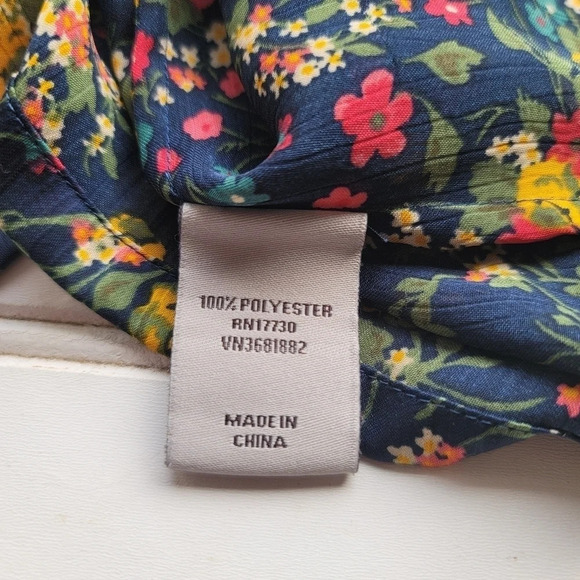 100% POLYESTER
RN17730
VN3681882
MADE IN
CHINA